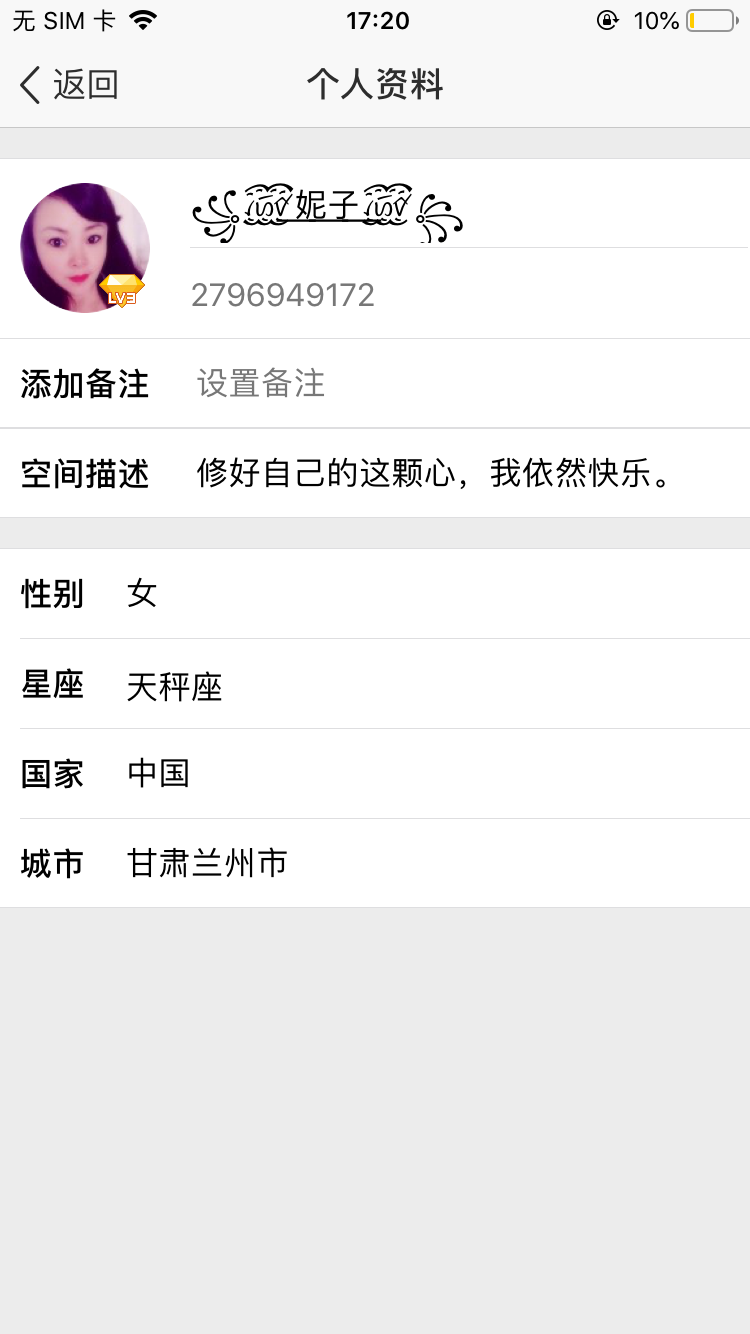 无 SIM 卡 17:20 10%
返回 个人资料
妮子
LV3
2796949172
添加备注 设置备注
空间描述 修好自己的这颗心，我依然快乐。
性别 女
星座 天秤座
国家 中国
城市 甘肃兰州市